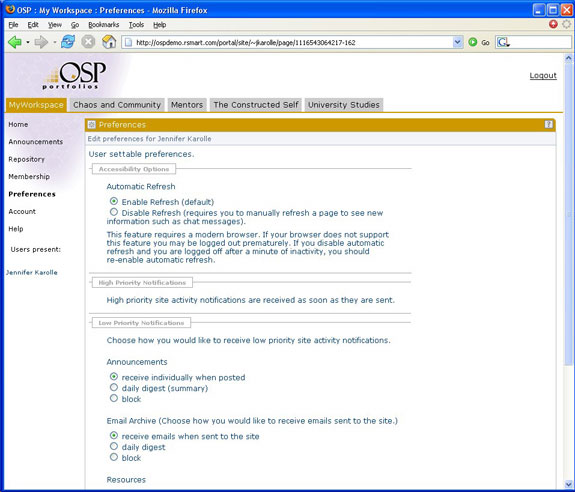 OSP : My Workspace : Preferences - Mozilla Firefox
File Edit View Go Bookmarks Tools Help
http://ospdemo.rsmart.com/portal/site/~jkarolle/page/1116543064217-162
Go
OSP
portfolios
Logout
MyWorkspace Chaos and Community Mentors The Constructed Self University Studies
Home
Announcements
Repository
Membership
Preferences
Account
Help
Users present:
Jennifer Karolle
Preferences
?
Edit preferences for Jennifer Karolle
User settable preferences.
Accessibility Options
Automatic Refresh
Enable Refresh (default)
Disable Refresh (requires you to manually refresh a page to see new
information such as chat messages).
This feature requires a modern browser. If your browser does not support
this feature you may be logged out prematurely. If you disable automatic
refresh and you are logged off after a minute of inactivity, you should
re-enable automatic refresh.
High Priority Notifications
High priority site activity notifications are received as soon as they are sent.
Low Priority Notifications
Choose how you would like to receive low priority site activity notifications.
Announcements
receive individually when posted
daily digest (summary)
block
Email Archive (Choose how you would like to receive emails sent to the site.)
receive emails when sent to the site
daily digest
block
Resources